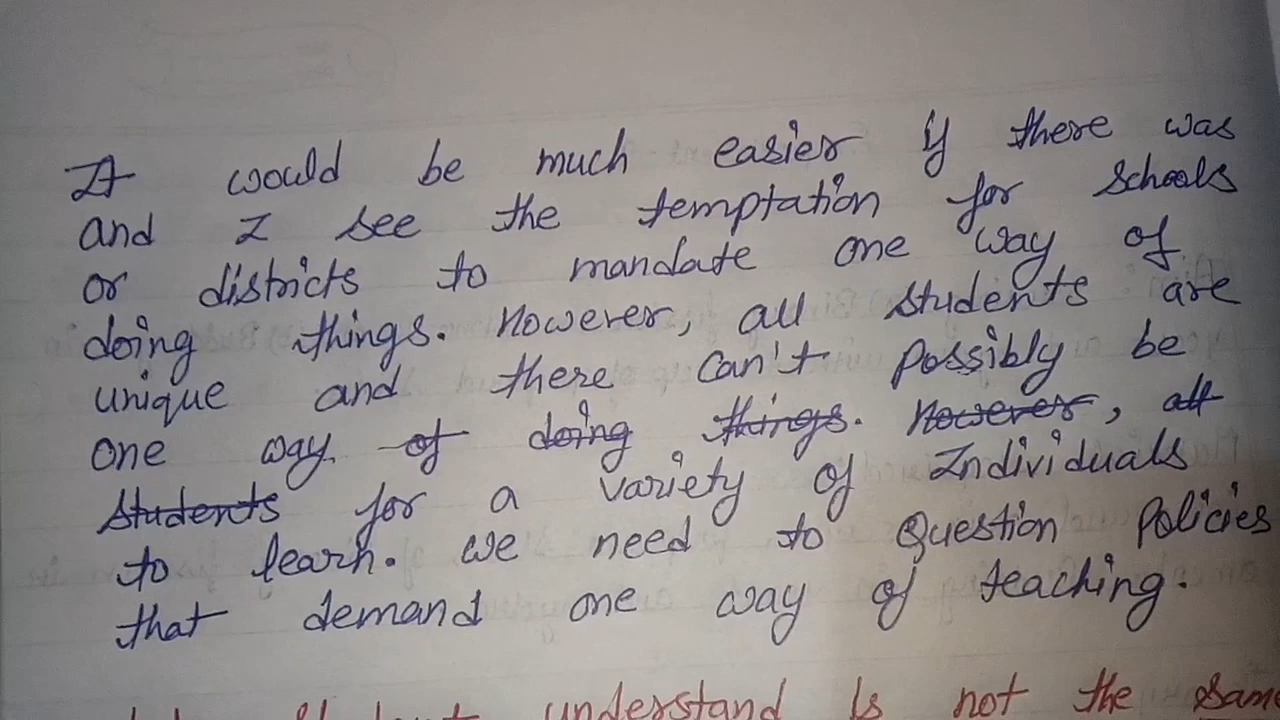 It would be much easier if there was
and I see the temptation for schools
or districts to mandate one way of
doing things. However, all students are
unique and there can't possibly be
one way. of doing things. However, all
students for a variety of Individuals
to learn. we need to Question Policies
that demand one way of teaching.
understand is not the same